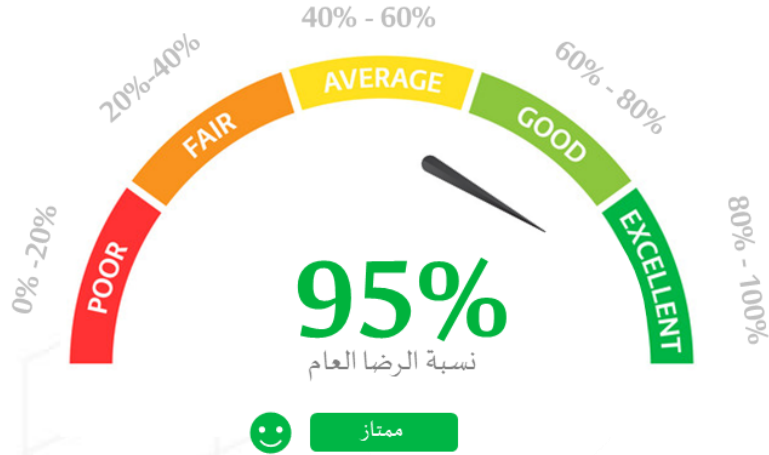 40% - 60%
20%-40%
60% - 80%
AVERAGE
FAIR
GOOD
0% -20%
POOR
EXCELLENT
80% - 100%
95%
نسبة الرضا العام
ممتاز